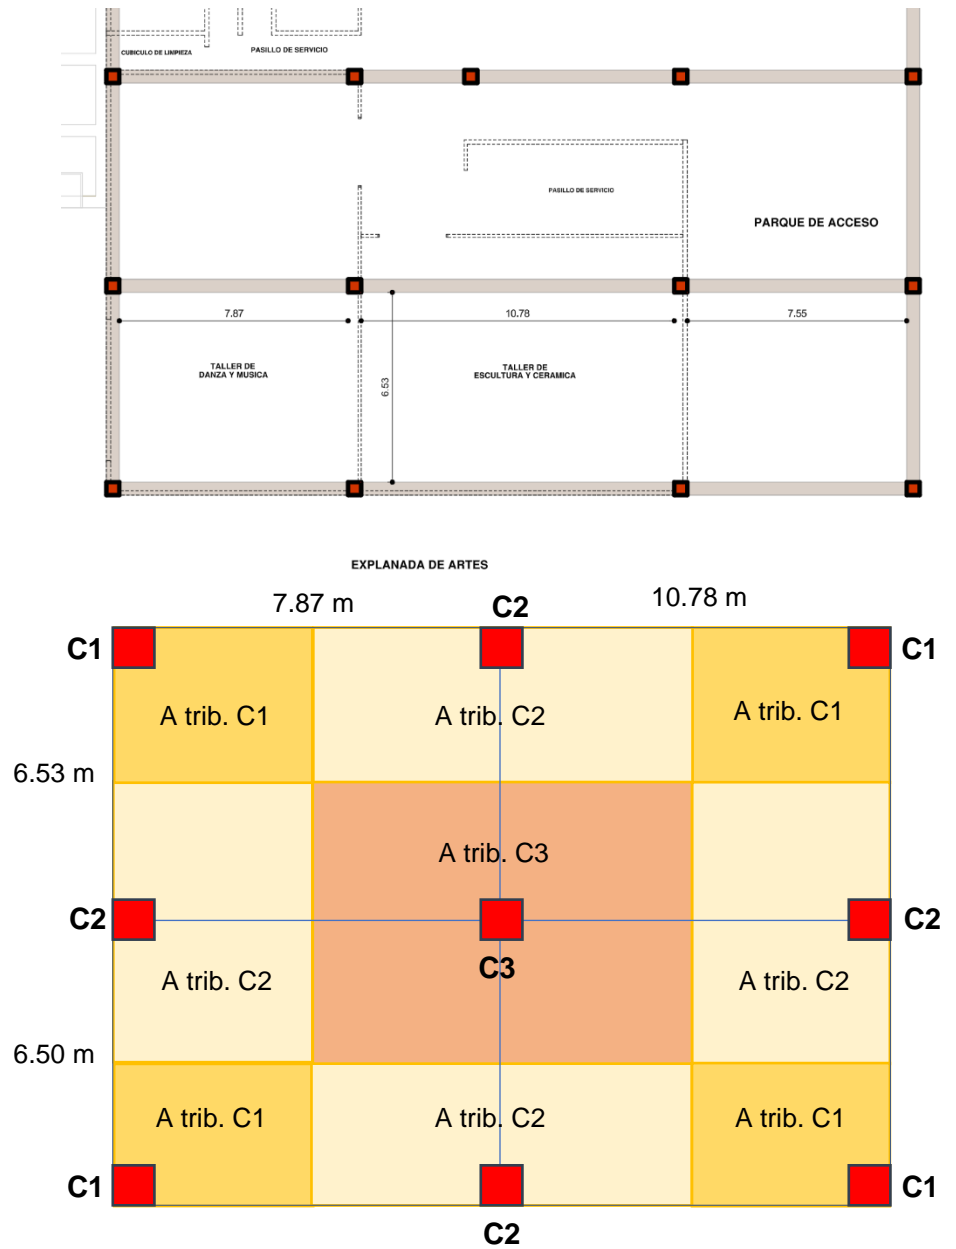 CUBICULO DE LIMPIEZA
PASILLO DE SERVICIO
PASILLO DE SERVICIO
PARQUE DE ACCESO
7.87
10.78
7.55
TALLER DE
DANZA Y MUSICA
TALLER DE
ESCULTURA Y CERAMICA
6.53
EXPLANADA DE ARTES
7.87 m
C2
10.78 m
C1
C1
A trib. C1
A trib. C2
A trib. C1
6.53 m
A trib. C3
C2
C2
C3
A trib. C2
A trib. C2
6.50 m
A trib. C1
A trib. C2
A trib. C1
C1
C1
C2